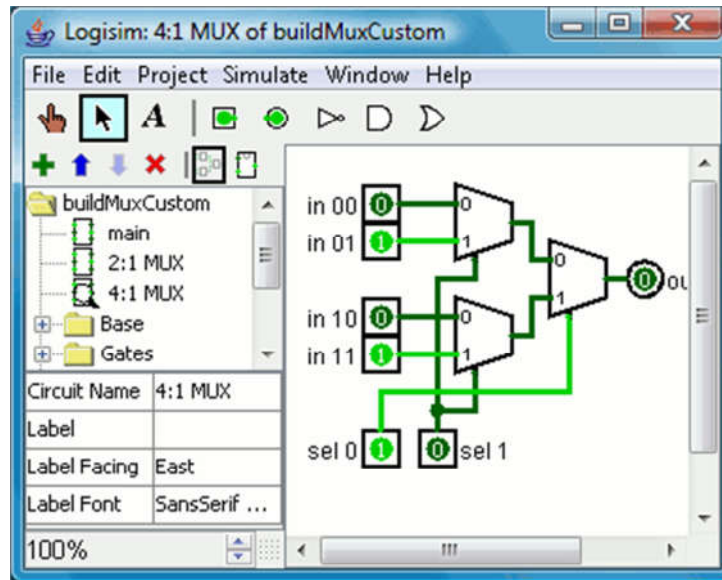 Logisim: 4:1 MUX of buildMuxCustom
File Edit Project Simulate Window Help
A
buildMuxCustom
main
2:1 MUX
4:1 MUX
Base
Gates
Circuit Name 4:1 MUX
Label
Label Facing East
Label Font SansSerif ...
100%
in 00 0 0
in 01 1 1
0 0 ou
1
in 10 0 0
in 11 1 1
sel 0 1 0 sel 1